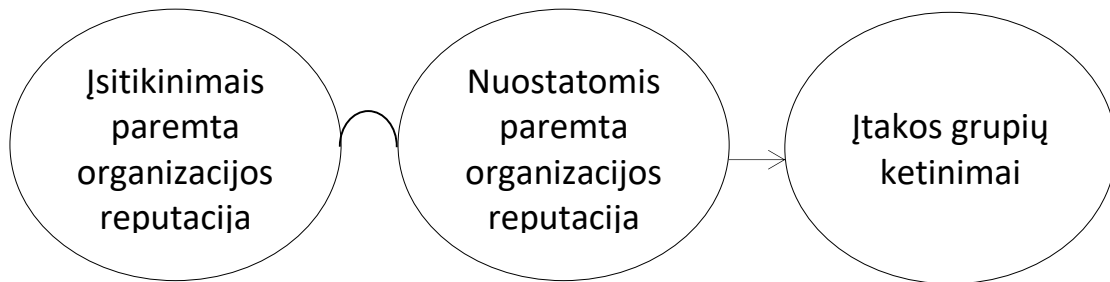 Įsitikinimais
paremta
organizacijos
reputacija
Nuostatomis
paremta
organizacijos
reputacija
Įtakos grupių
ketinimai